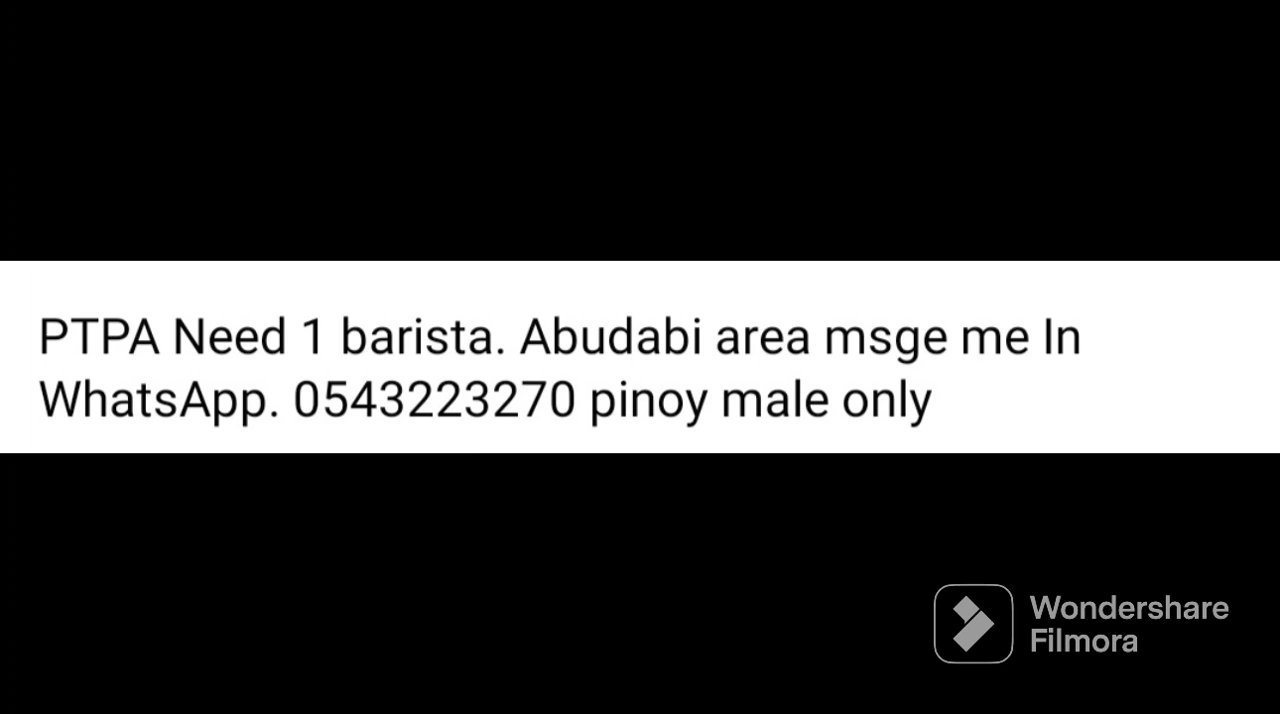 PTPA Need 1 barista. Abudabi area msge me In
WhatsApp. 0543223270 pinoy male only
Wondershare
Filmora